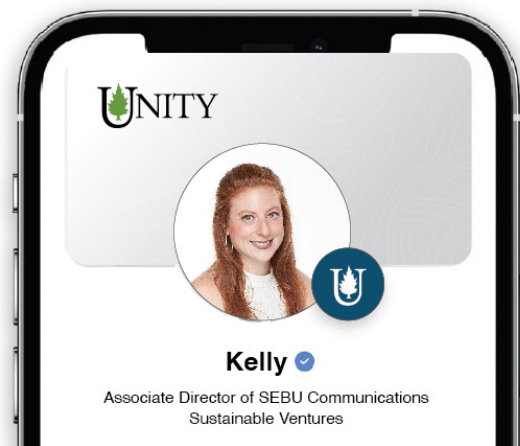 UNITY
U
Kelly
Associate Director of SEBU Communications
Sustainable Ventures